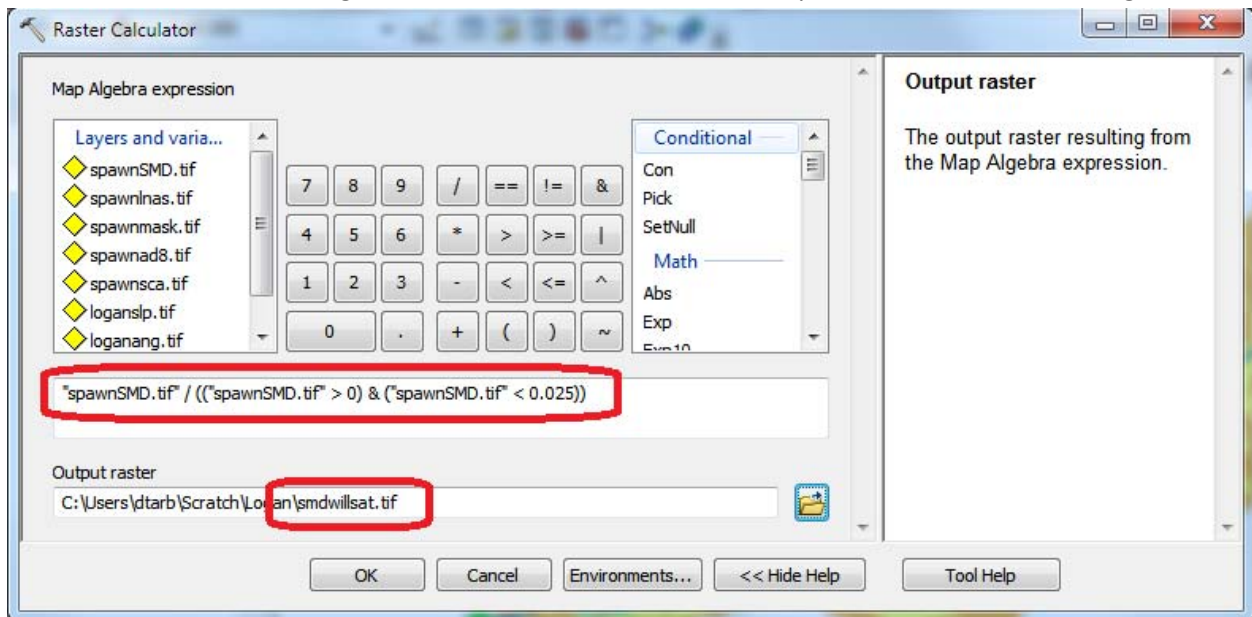 Raster Calculator
Map Algebra expression
Layers and varia...
spawnSMD.tif
spawnlnas.tif
spawnmask.tif
spawnad8.tif
spawnsca.tif
loganslp.tif
loganang.tif
7 8 9 / == != &
4 5 6 * > >= |
1 2 3 - < <= ^
0 . + ( ) ~
Conditional
Con
Pick
SetNull
Math
Abs
Exp
Exp10
"spawnSMD.tif" / (("spawnSMD.tif" > 0) & ("spawnSMD.tif" < 0.025))
Output raster
C:\Users\dtarb\Scratch\Logan\smdwillsat.tif
OK Cancel Environments... << Hide Help Tool Help
Output raster
The output raster resulting from
the Map Algebra expression.